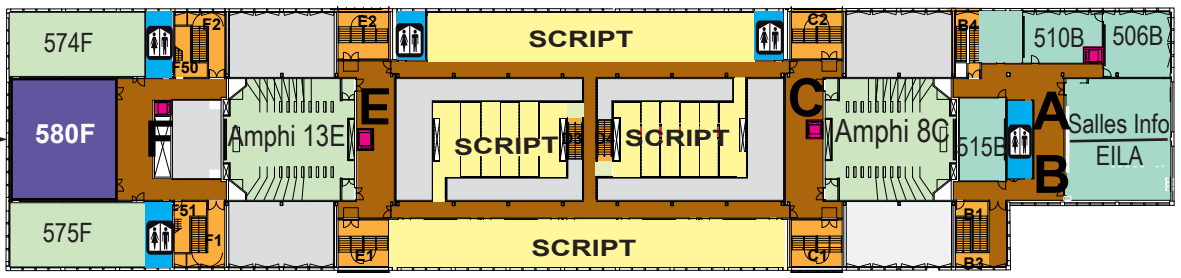 574F
F2
F50
E2
SCRIPT
C2
B4
510B
506B
580F
F
Amphi 13E
E
SCRIPT
SCRIPT
C
Amphi 8C
515B
A
B
Salles Info
EILA
575F
F51
F1
E1
SCRIPT
C1
B1
B3